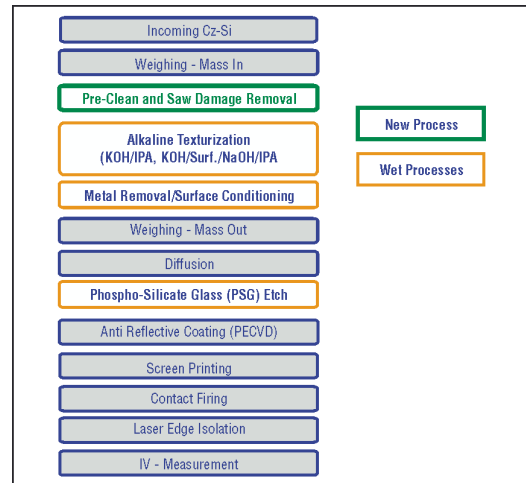 Incoming Cz-Si
Weighing - Mass In
Pre-Clean and Saw Damage Removal
Alkaline Texturization
(KOH/IPA, KOH/Surf./NaOH/IPA
Metal Removal/Surface Conditioning
Weighing - Mass Out
Diffusion
Phospho-Silicate Glass (PSG) Etch
Anti Reflective Coating (PECVD)
Screen Printing
Contact Firing
Laser Edge Isolation
IV - Measurement
New Process
Wet Processes